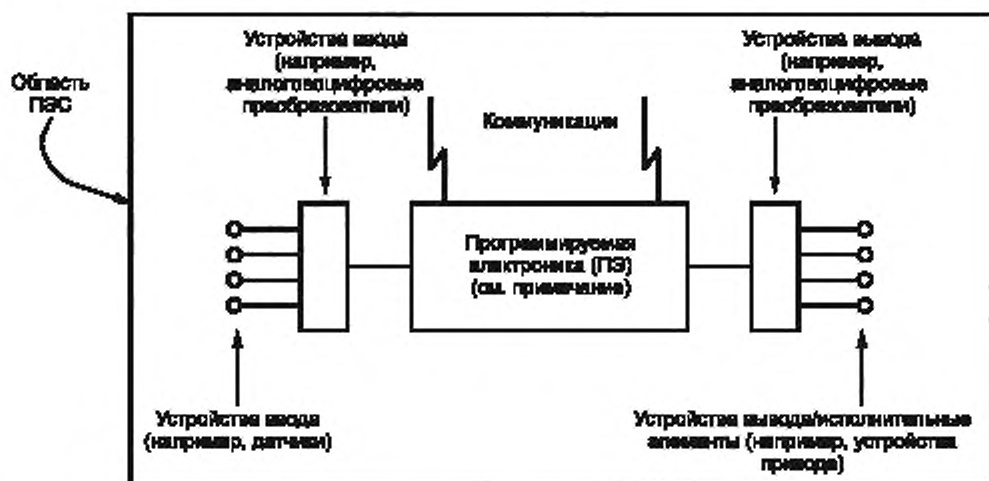 Область
ПЭС
Устройства ввода
(например,
аналогоцифровые
преобразователи)
Коммуникации
Устройства вывода
(например,
аналогоцифровые
преобразователи)
Программируемая
электроника (ПЭ)
(см. примечание)
Устройства ввода
(например, датчики)
Устройства вывода/исполнительные
элементы (например, устройства
привода)